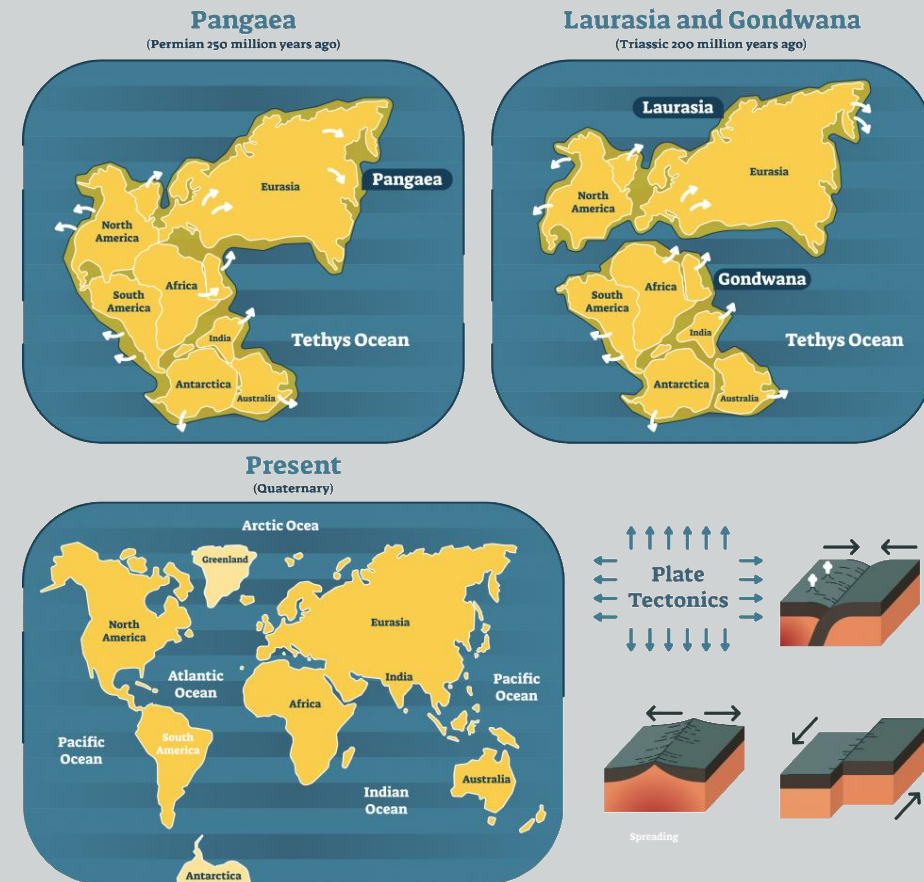 Pangaea
(Permian 250 million years ago)
Eurasia
Pangaea
North
America
Africa
South
America
India
Tethys Ocean
Antarctica
Australia
Laurasia and Gondwana
(Triassic 200 million years ago)
Laurasia
Eurasia
North
America
Gondwana
Africa
South
America
India
Tethys Ocean
Antarctica
Australia
Present
(Quaternary)
Arctic Ocea
Greenland
North
America
Eurasia
Atlantic
Ocean
India
Pacific
Ocean
Africa
Pacific
Ocean
South
America
Australia
Indian
Ocean
Antarctica
Plate
Tectonics
Spreading